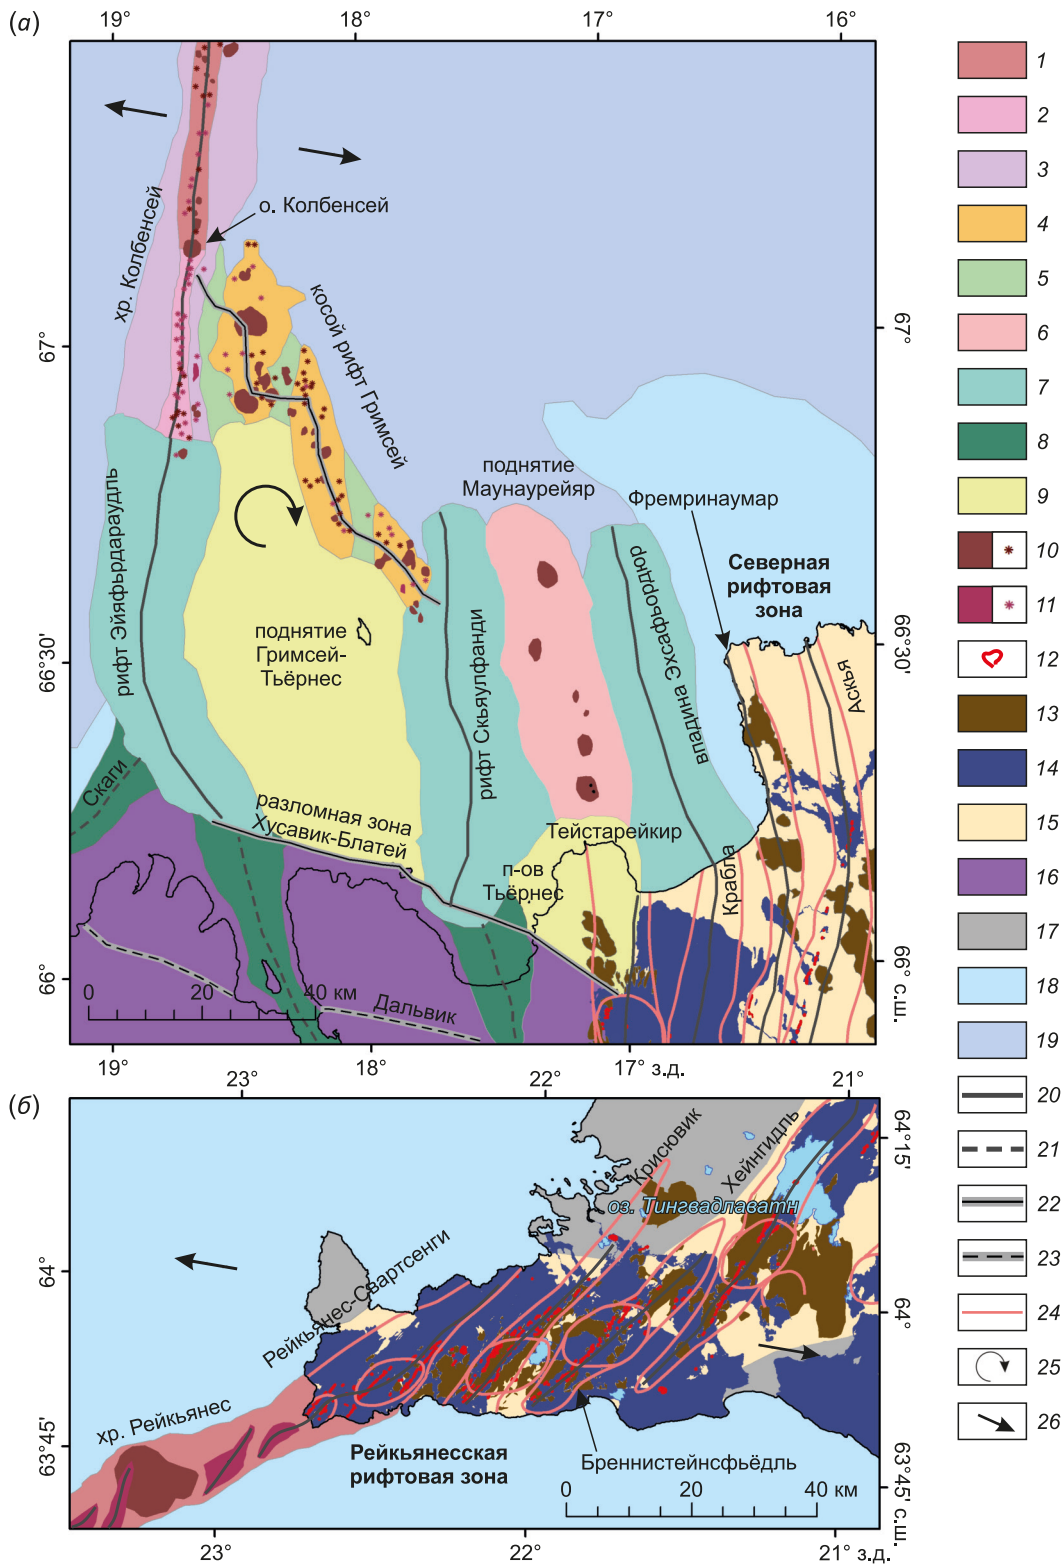 (а)
19°
18°
17°
16°
хр. Колбенсей
о. Колбенсей
67°
67°
косой рифт Гримсей
поднятие
Маунаурейяр
Фремринаумар
Северная
рифтовая
зона
рифт Эйяфьрдараудль
поднятие
Гримсей-
Тьёрнес
рифт Скьяулфанди
владина Эхсафьордюр
Аскья
66°30'
66°30'
Скаги
разломная зона
Хусавик-Блатей
Тейстарейкир
п-ов
Тьёрнес
Крабла
66°
66° с.ш.
0
20
40 км
Дальвик
19°
18°
17° з.д.
(б)
23°
22°
21°
64°15'
Крисювик
Хейнгидль
оз. Тингвадлаватн
64°
64°
Рейкьянес-Свартсенги
хр. Рейкьянес
63°45'
63°45' с.ш.
Рейкьянесская
рифтовая зона
Бреннистейнсфьёдль
0
20
40 км
23°
22°
21° з.д.
1
2
3
4
5
6
7
8
9
10
11
12
13
14
15
16
17
18
19
20
21
22
23
24
25
26